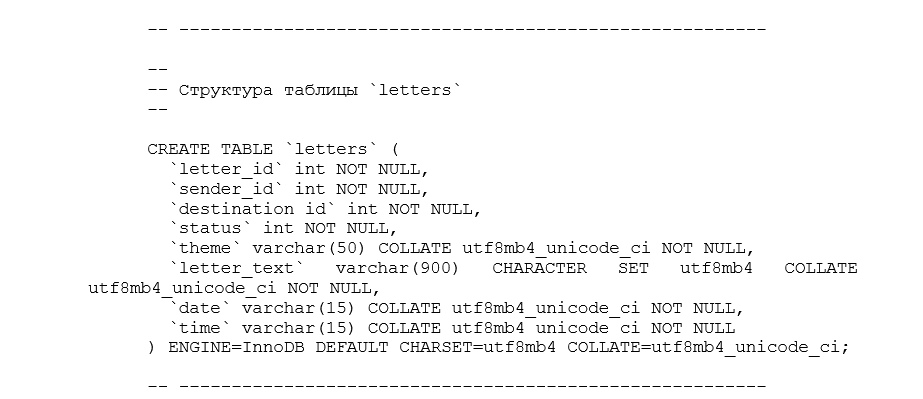 -- --------------------------------------------------------
--
-- Структура таблицы `letters`
--
CREATE TABLE `letters` (
`letter_id` int NOT NULL,
`sender_id` int NOT NULL,
`destination id` int NOT NULL,
`status` int NOT NULL,
`theme` varchar(50) COLLATE utf8mb4_unicode_ci NOT NULL,
`letter_text` varchar(900) CHARACTER SET utf8mb4 COLLATE
utf8mb4_unicode_ci NOT NULL,
`date` varchar(15) COLLATE utf8mb4_unicode_ci NOT NULL,
`time` varchar(15) COLLATE utf8mb4 unicode ci NOT NULL
) ENGINE=InnoDB DEFAULT CHARSET=utf8mb4 COLLATE=utf8mb4_unicode_ci;
-- --------------------------------------------------------